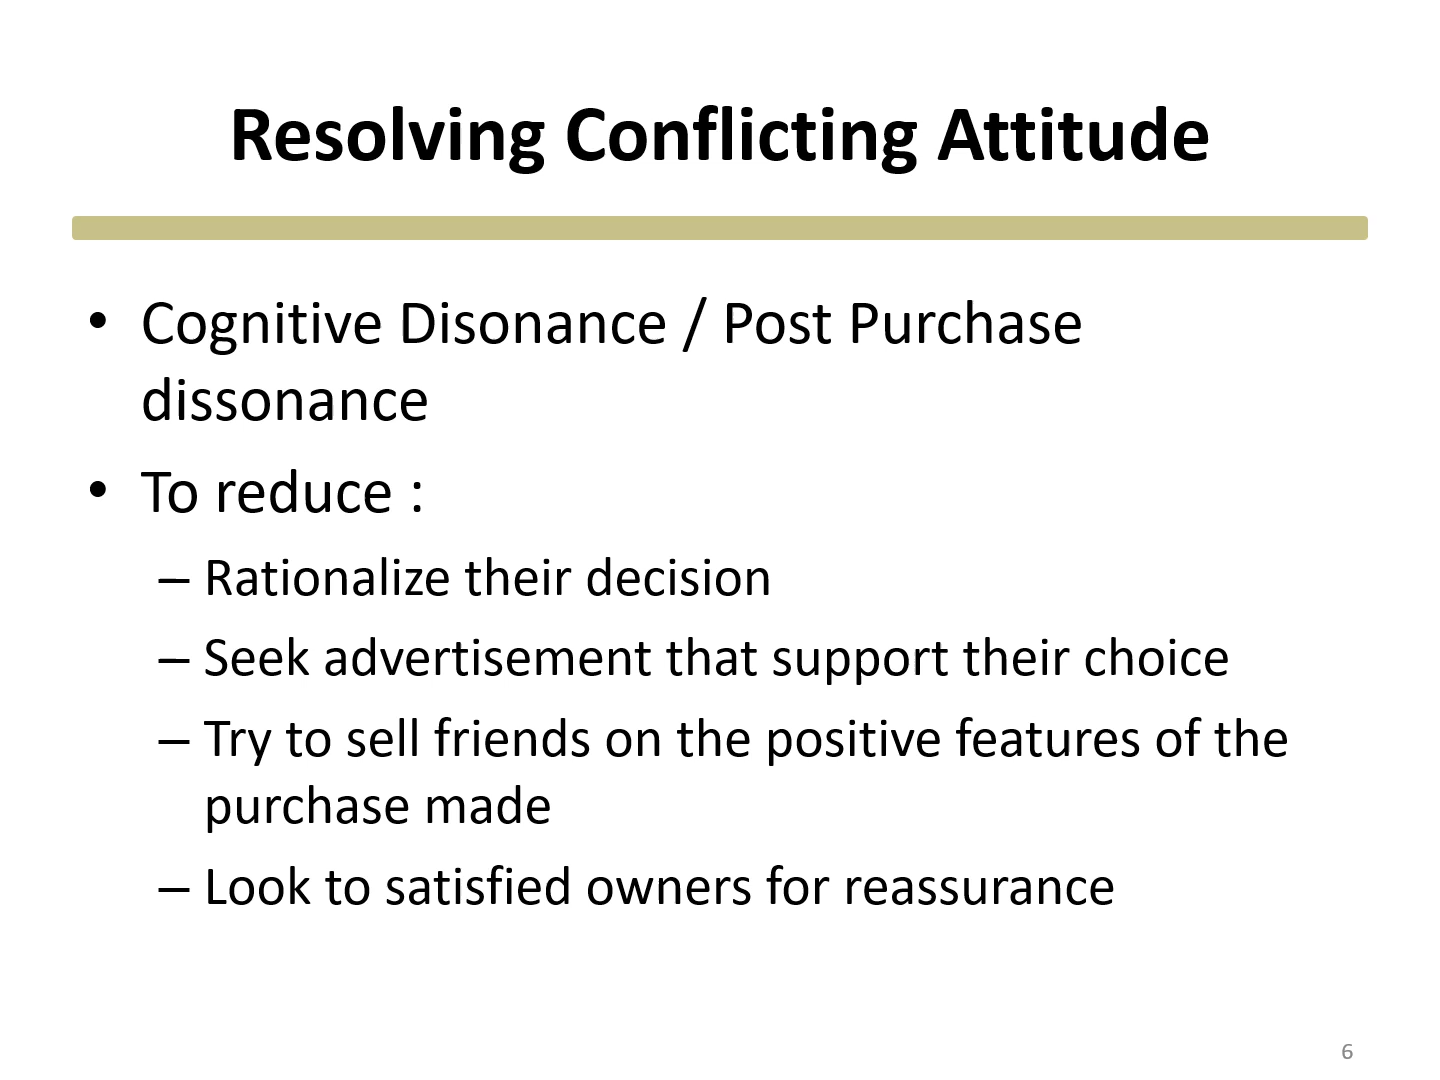 Resolving Conflicting Attitude
• Cognitive Disonance / Post Purchase
dissonance
• To reduce :
– Rationalize their decision
– Seek advertisement that support their choice
– Try to sell friends on the positive features of the
purchase made
– Look to satisfied owners for reassurance
6